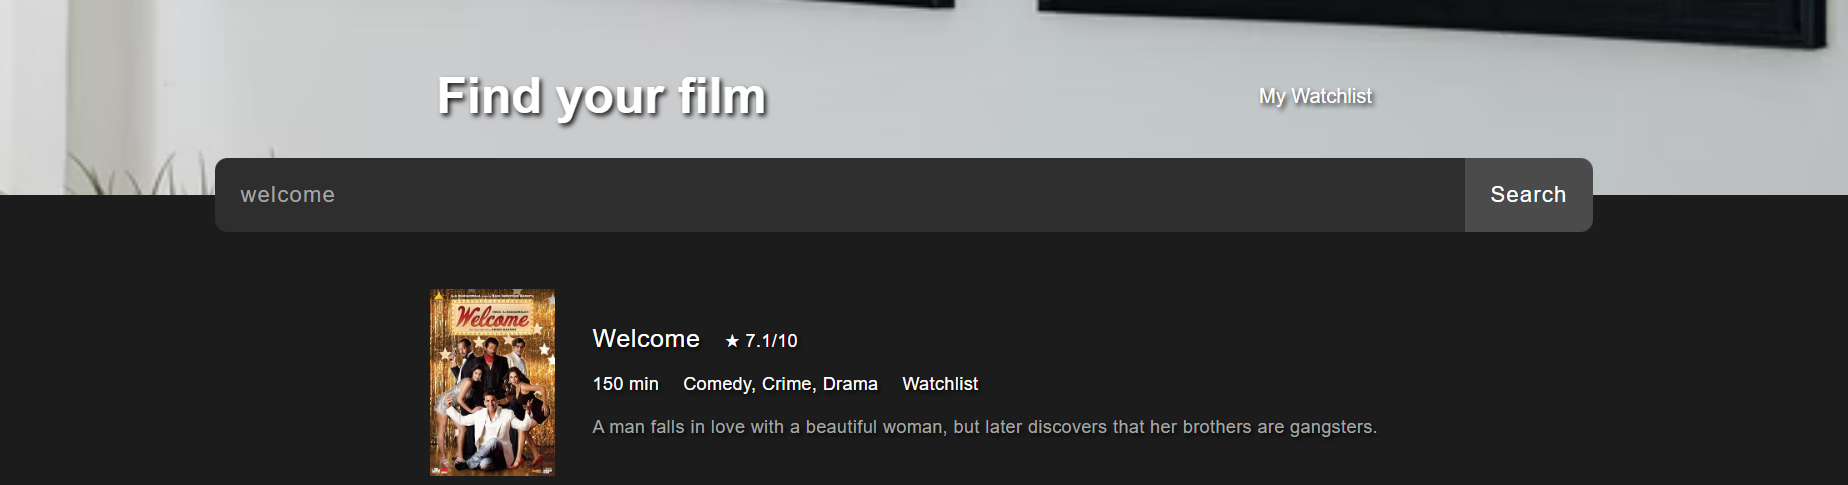 Find your film
My Watchlist
welcome
Search
Welcome
Welcome ★ 7.1/10
150 min Comedy, Crime, Drama Watchlist
A man falls in love with a beautiful woman, but later discovers that her brothers are gangsters.